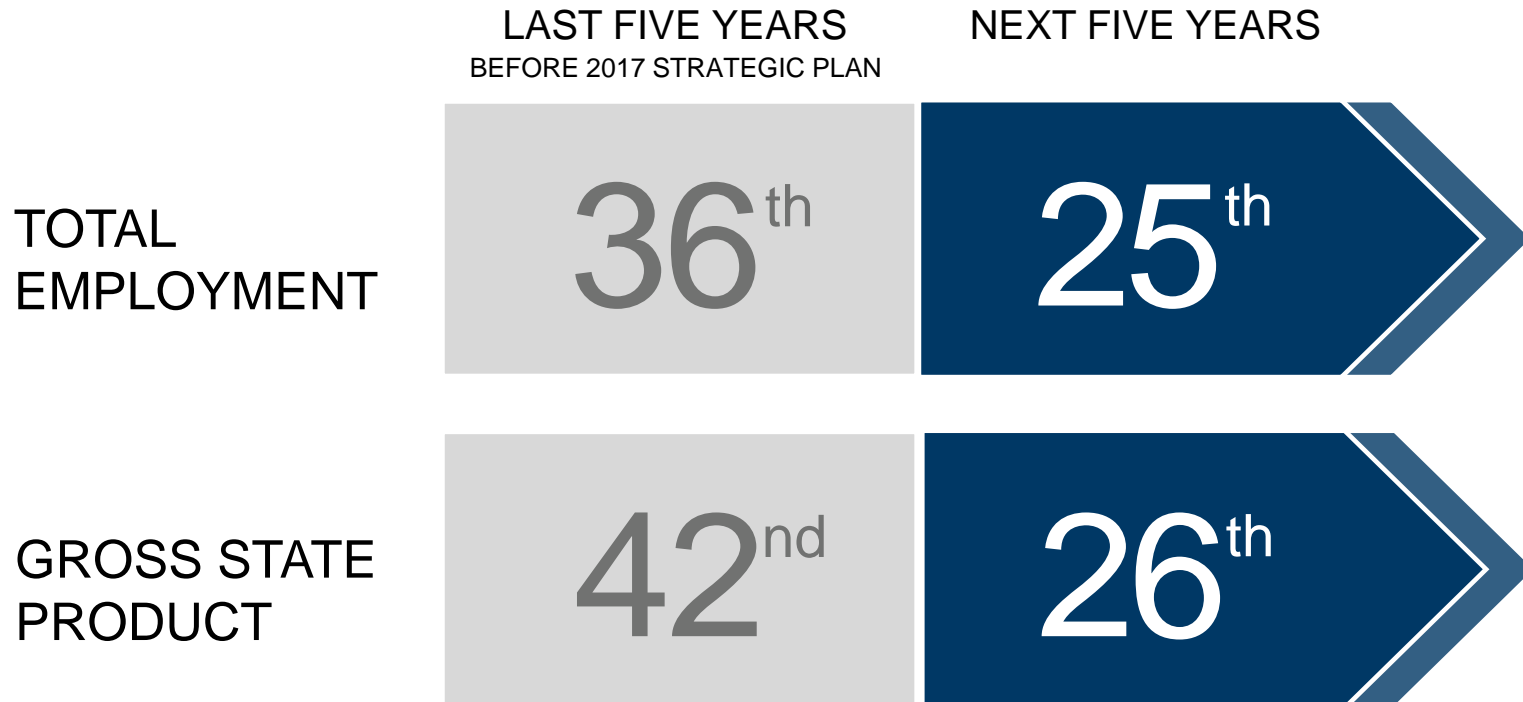 LAST FIVE YEARS
BEFORE 2017 STRATEGIC PLAN
NEXT FIVE YEARS
TOTAL
EMPLOYMENT
36th
25th
GROSS STATE
PRODUCT
42nd
26th